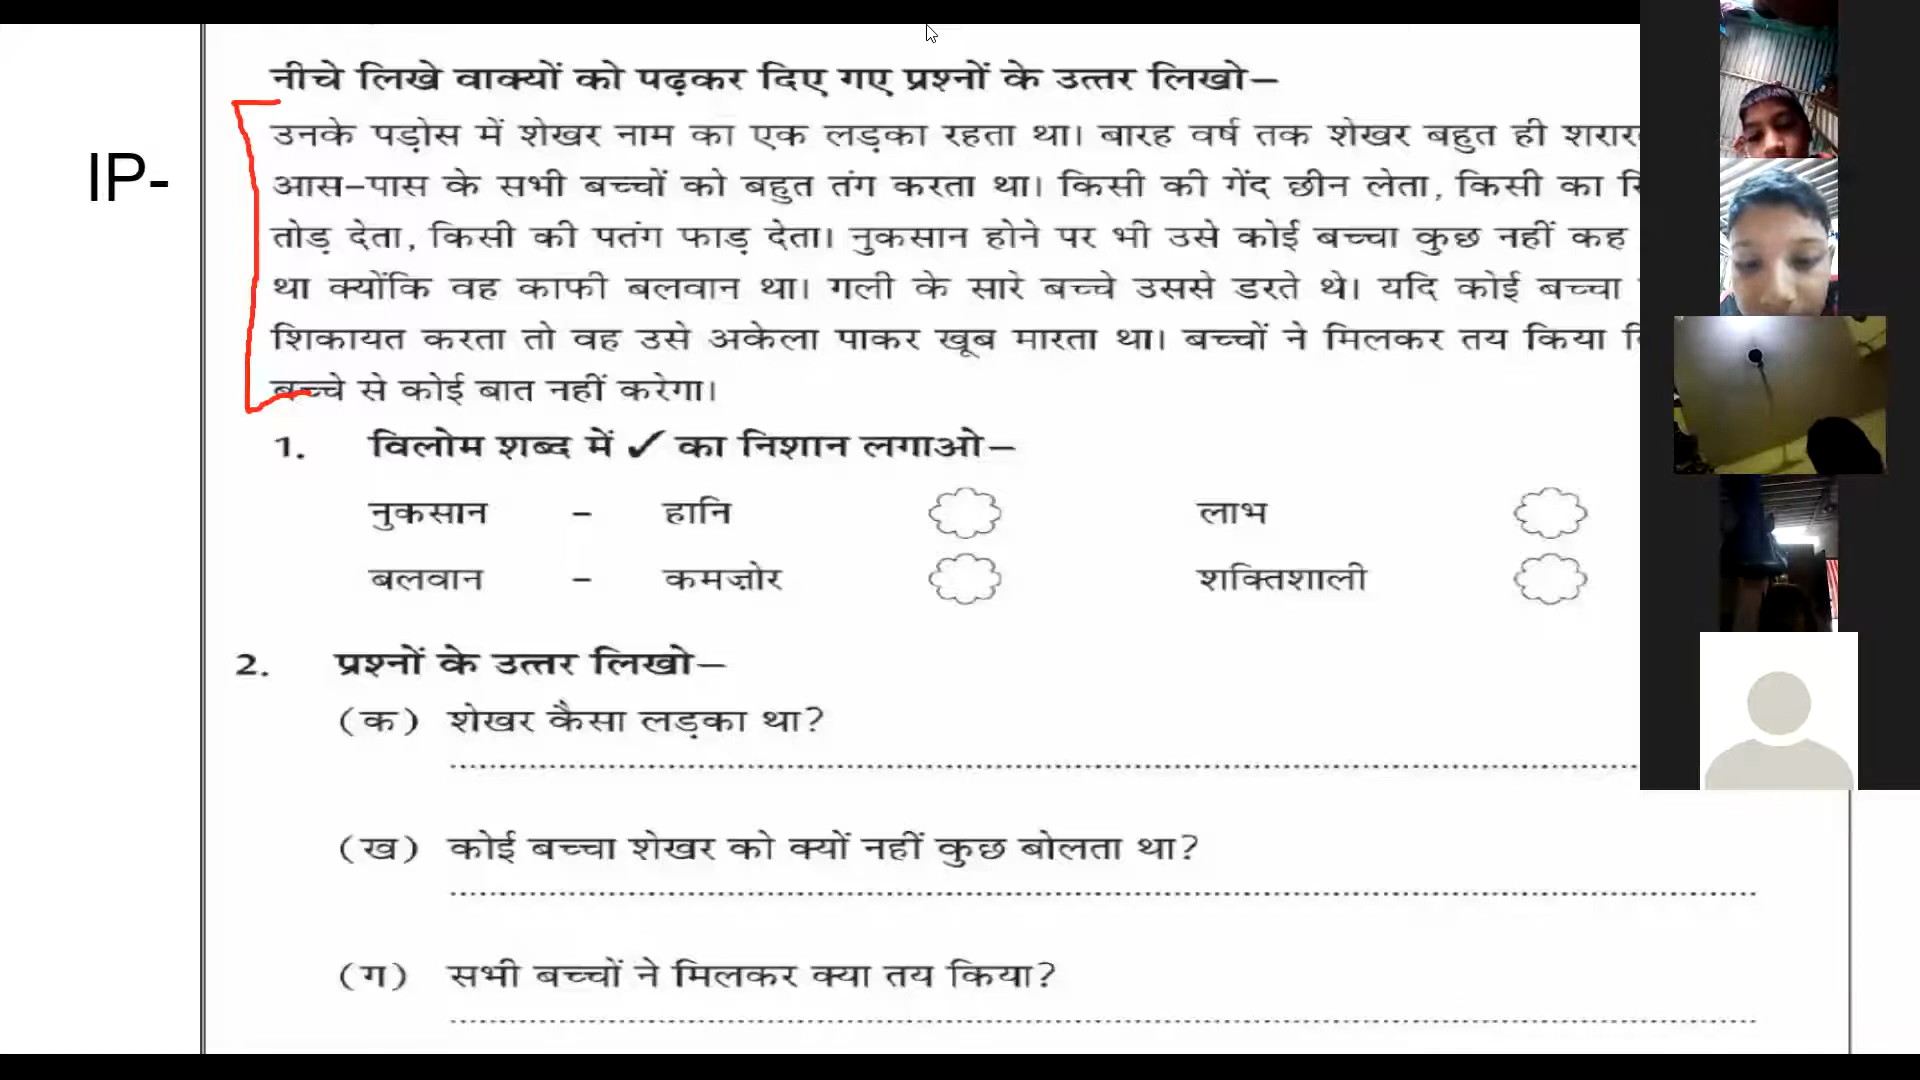 नीचे लिखे वाक्यों को पढ़कर दिए गए प्रश्नों के उत्तर लिखो–
उनके पड़ोस में शेखर नाम का एक लड़का रहता था। बारह वर्ष तक शेखर बहुत ही
IP-
आस-पास के सभी बच्चों को बहुत तंग करता था। किसी की गेंद छीन लेता, किसी का
तोड़ देता, किसी की पतंग फाड़ देता। नुकसान होने पर भी उसे कोई बच्चा कुछ नहीं कह
था क्योंकि वह काफी बलवान था। गली के सारे बच्चे उससे डरते थे। यदि कोई बच्चा
शिकायत करता तो वह उसे अकेला पाकर खूब मारता था। बच्चों ने मिलकर तय किया
बच्चे से कोई बात नहीं करेगा।
1. विलोम शब्द में ✓ का निशान लगाओ–
नुकसान – हानि लाभ
बलवान – कमज़ोर शक्तिशाली
2. प्रश्नों के उत्तर लिखो–
(क) शेखर कैसा लड़का था?
(ख) कोई बच्चा शेखर को क्यों नहीं कुछ बोलता था?
(ग) सभी बच्चों ने मिलकर क्या तय किया?